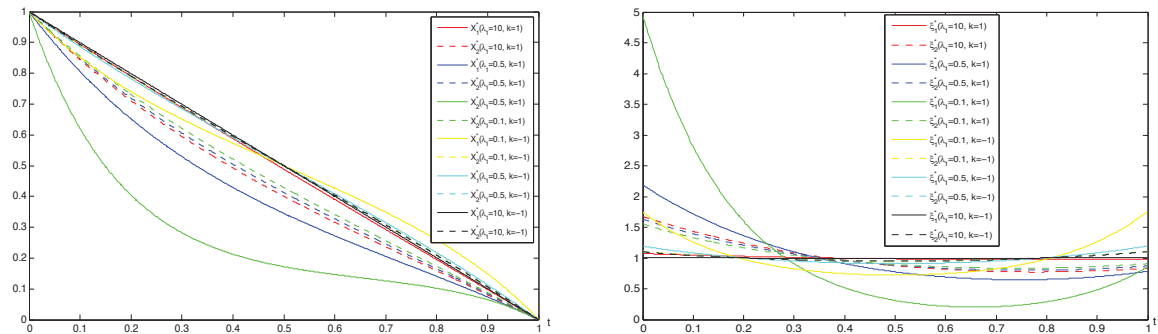 1
0.9
0.8
0.7
0.6
0.5
0.4
0.3
0.2
0.1
0
0 0.1 0.2 0.3 0.4 0.5 0.6 0.7 0.8 0.9 1 t
X*1(λ1=10, k=1)
X*2(λ1=10, k=1)
X*1(λ1=0.5, k=1)
X*2(λ1=0.5, k=1)
X*1(λ1=0.1, k=1)
X*2(λ1=0.1, k=1)
X*1(λ1=0.1, k=−1)
X*2(λ1=0.1, k=−1)
X*1(λ1=0.5, k=−1)
X*2(λ1=0.5, k=−1)
X*1(λ1=10, k=−1)
X*2(λ1=10, k=−1)
5
4.5
4
3.5
3
2.5
2
1.5
1
0.5
0
0 0.1 0.2 0.3 0.4 0.5 0.6 0.7 0.8 0.9 1 t
ξ*1(λ1=10, k=1)
ξ*2(λ1=10, k=1)
ξ*1(λ1=0.5, k=1)
ξ*2(λ1=0.5, k=1)
ξ*1(λ1=0.1, k=1)
ξ*2(λ1=0.1, k=1)
ξ*1(λ1=0.1, k=−1)
ξ*2(λ1=0.1, k=−1)
ξ*1(λ1=0.5, k=−1)
ξ*2(λ1=0.5, k=−1)
ξ*1(λ1=10, k=−1)
ξ*2(λ1=10, k=−1)